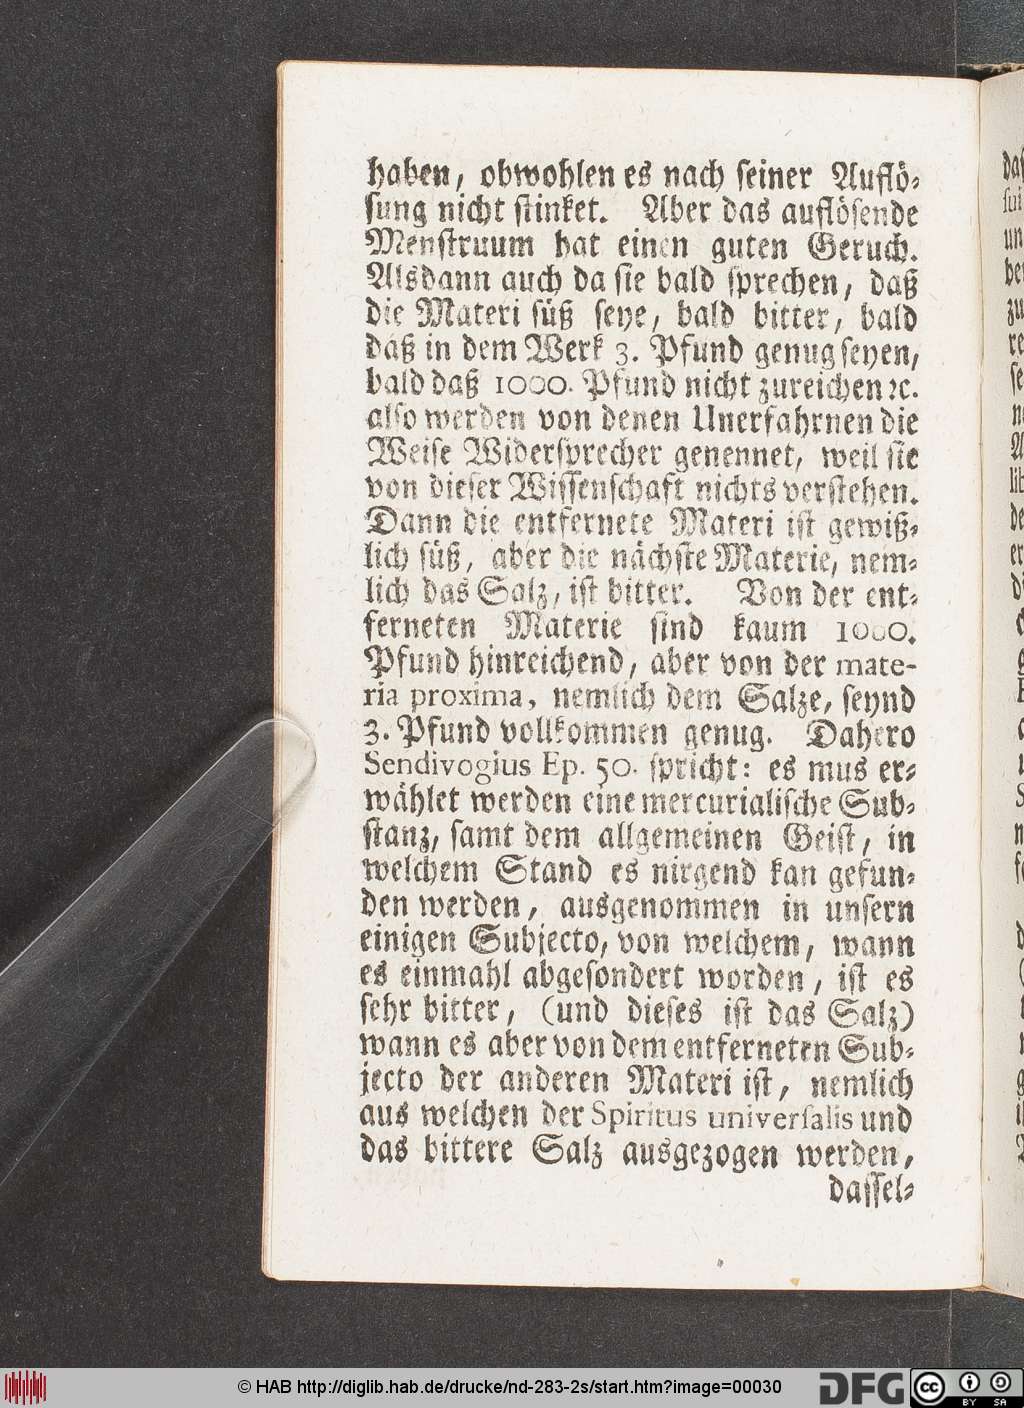 haben, obwohlen es nach seiner Auflö-
sung nicht stinket. Aber das auflösende
Menstruum hat einen guten Geruch.
Alsdann auch da sie bald sprechen, daß
die Materi süß seye, bald bitter, bald
daß in dem Werk 3. Pfund genug seyen,
bald daß 1000. Pfund nicht zureichen ꝛc.
also werden von denen Unerfahrnen die
Weise Widersprecher genennet, weil sie
von dieser Wissenschaft nichts verstehen.
Dann die entfernete Materi ist gewiß-
lich süß, aber die nächste Materie, nem-
lich das Salz, ist bitter. Von der ent-
ferneten Materie sind kaum 1000.
Pfund hinreichend, aber von der mate-
ria proxima, nemlich dem Salze, seynd
3. Pfund vollkommen genug. Dahero
Sendivogius Ep. 50. spricht: es mus er-
wählet werden eine mercurialische Sub-
stanz, samt dem allgemeinen Geist, in
welchem Stand es nirgend kan gefun-
den werden, ausgenommen in unsern
einigen Subjecto, von welchem, wann
es einmahl abgesondert worden, ist es
sehr bitter, (und dieses ist das Salz)
wann es aber von dem entferneten Sub-
jecto der anderen Materi ist, nemlich
aus welchen der Spiritus universalis und
das bittere Salz ausgezogen werden,
dassel-
© HAB http://diglib.hab.de/drucke/nd-283-2s/start.htm?image=00030
DFG
cc BY SA